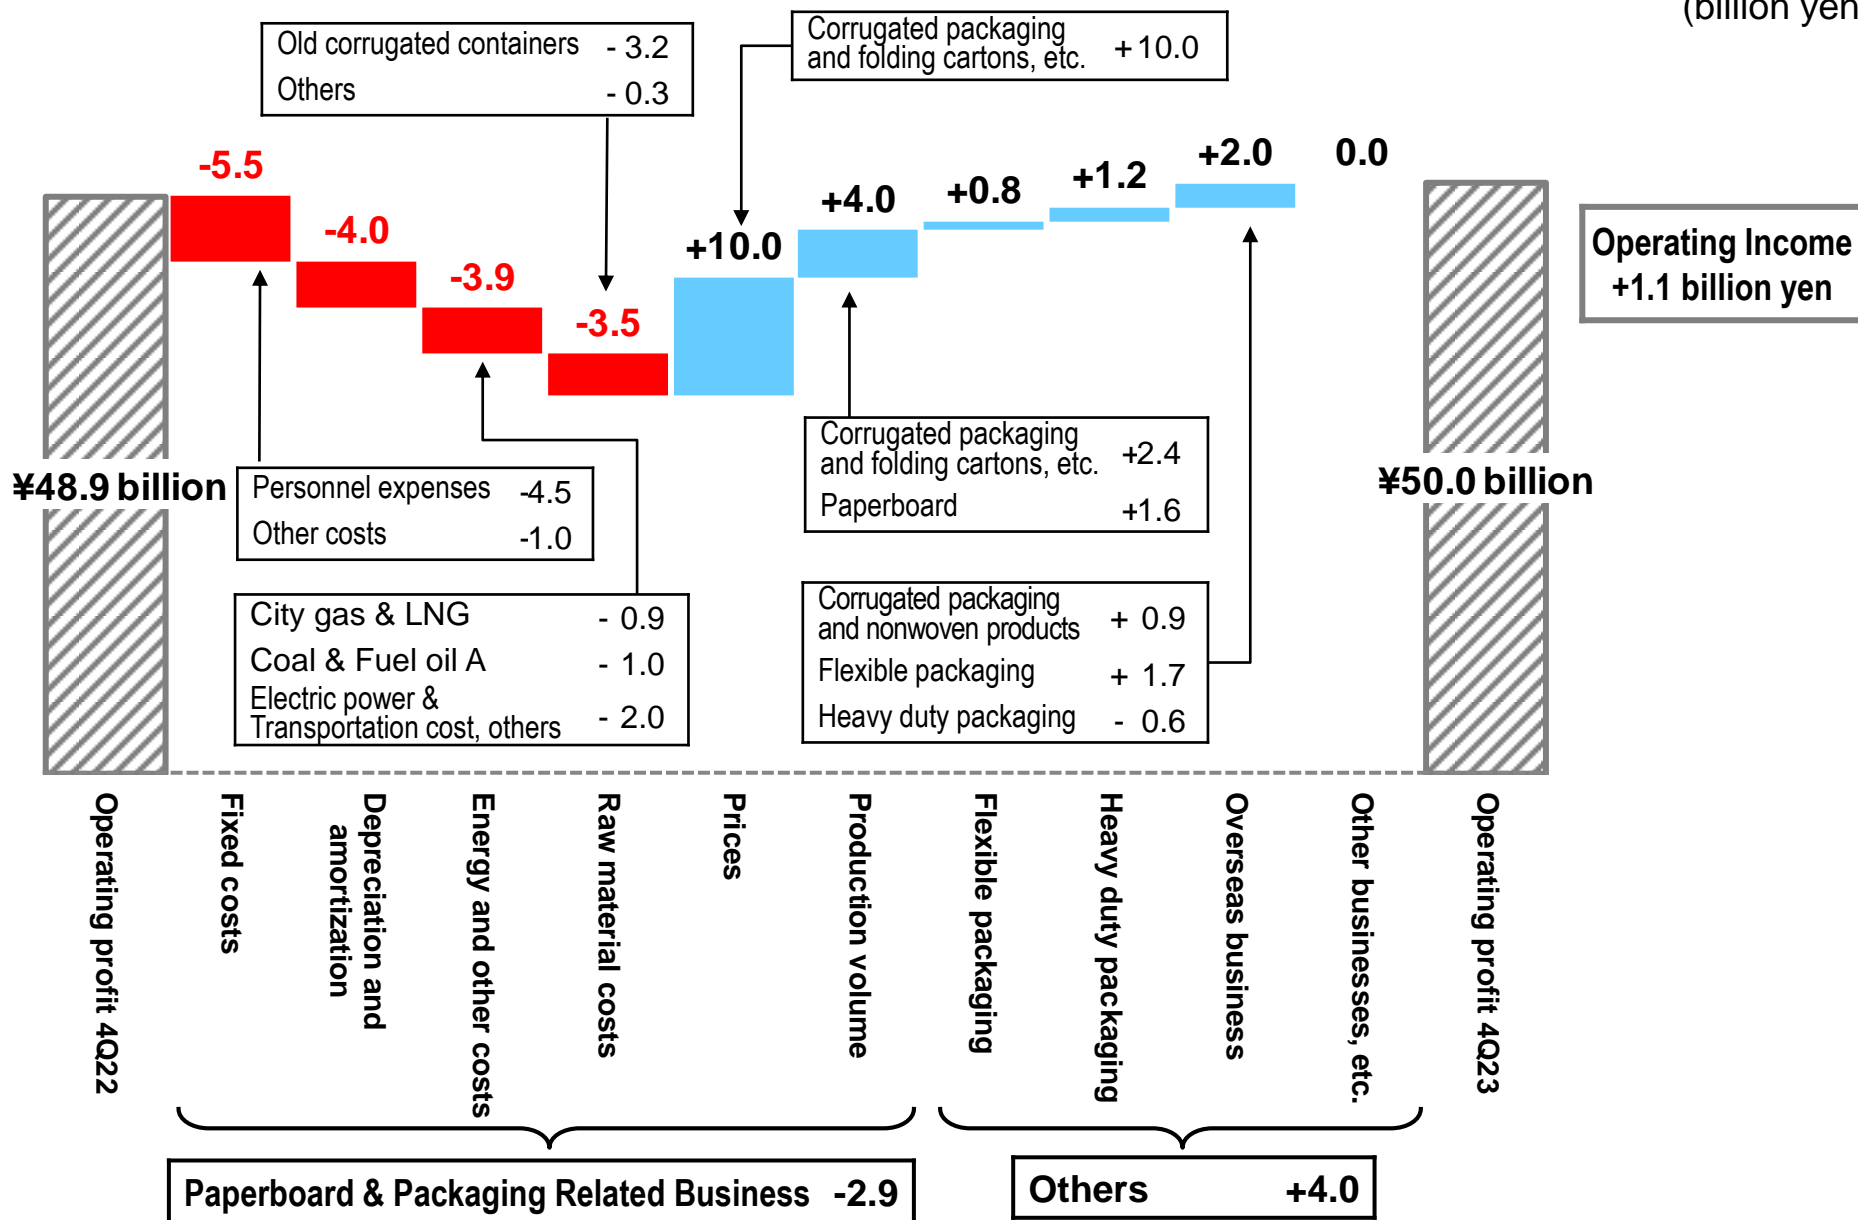 (billion yen
Old corrugated containers - 3.2
Others - 0.3
Corrugated packaging
and folding cartons, etc. +10.0
-5.5
-4.0
-3.9
-3.5
+10.0
+4.0
+0.8
+1.2
+2.0
0.0
Operating Income
+1.1 billion yen
¥48.9 billion
Personnel expenses -4.5
Other costs -1.0
City gas & LNG - 0.9
Coal & Fuel oil A - 1.0
Electric power &
Transportation cost, others - 2.0
Corrugated packaging
and folding cartons, etc. +2.4
Paperboard +1.6
Corrugated packaging
and nonwoven products + 0.9
Flexible packaging + 1.7
Heavy duty packaging - 0.6
¥50.0 billion
Operating profit 4Q22
Fixed costs
Depreciation and
amortization
Energy and other costs
Raw material costs
Prices
Production volume
Flexible packaging
Heavy duty packaging
Overseas business
Other businesses, etc.
Operating profit 4Q23
Paperboard & Packaging Related Business -2.9
Others +4.0